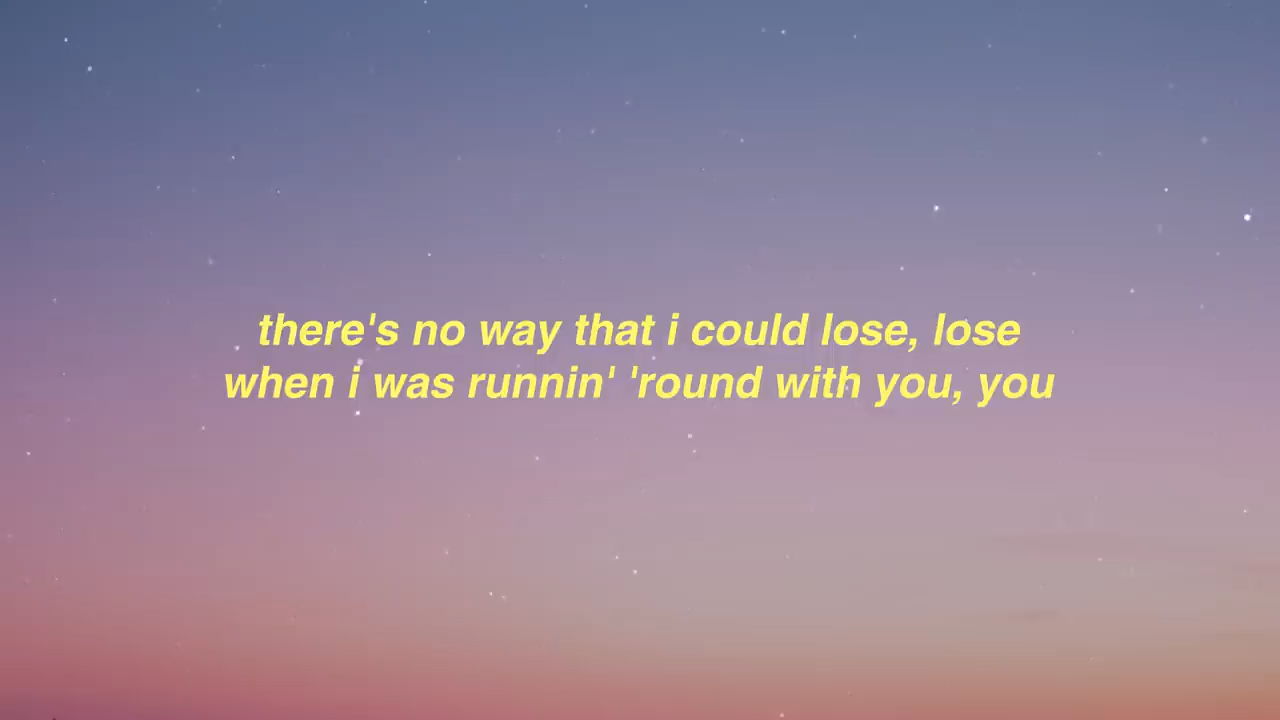 there's no way that i could lose, lose
when i was runnin' 'round with you, you